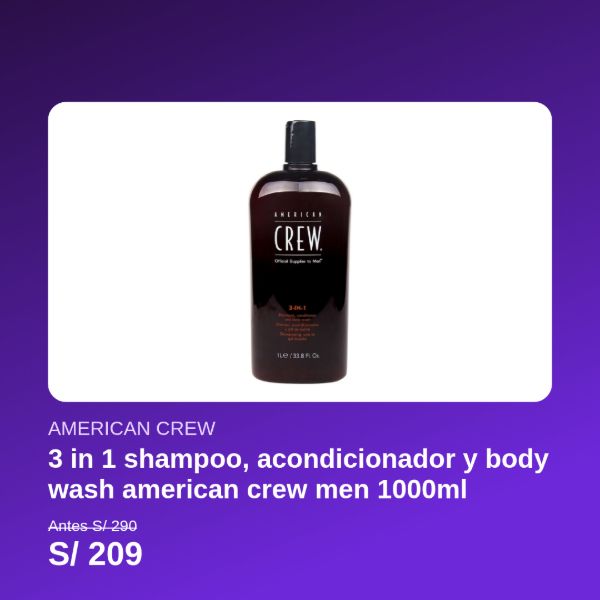 AMERICAN
CREW
Official Supplier to Men
3-IN-1
1L℮ / 33.8 Fl. Oz.
AMERICAN CREW
3 in 1 shampoo, acondicionador y body
wash american crew men 1000ml
Antes S/ 290
S/ 209